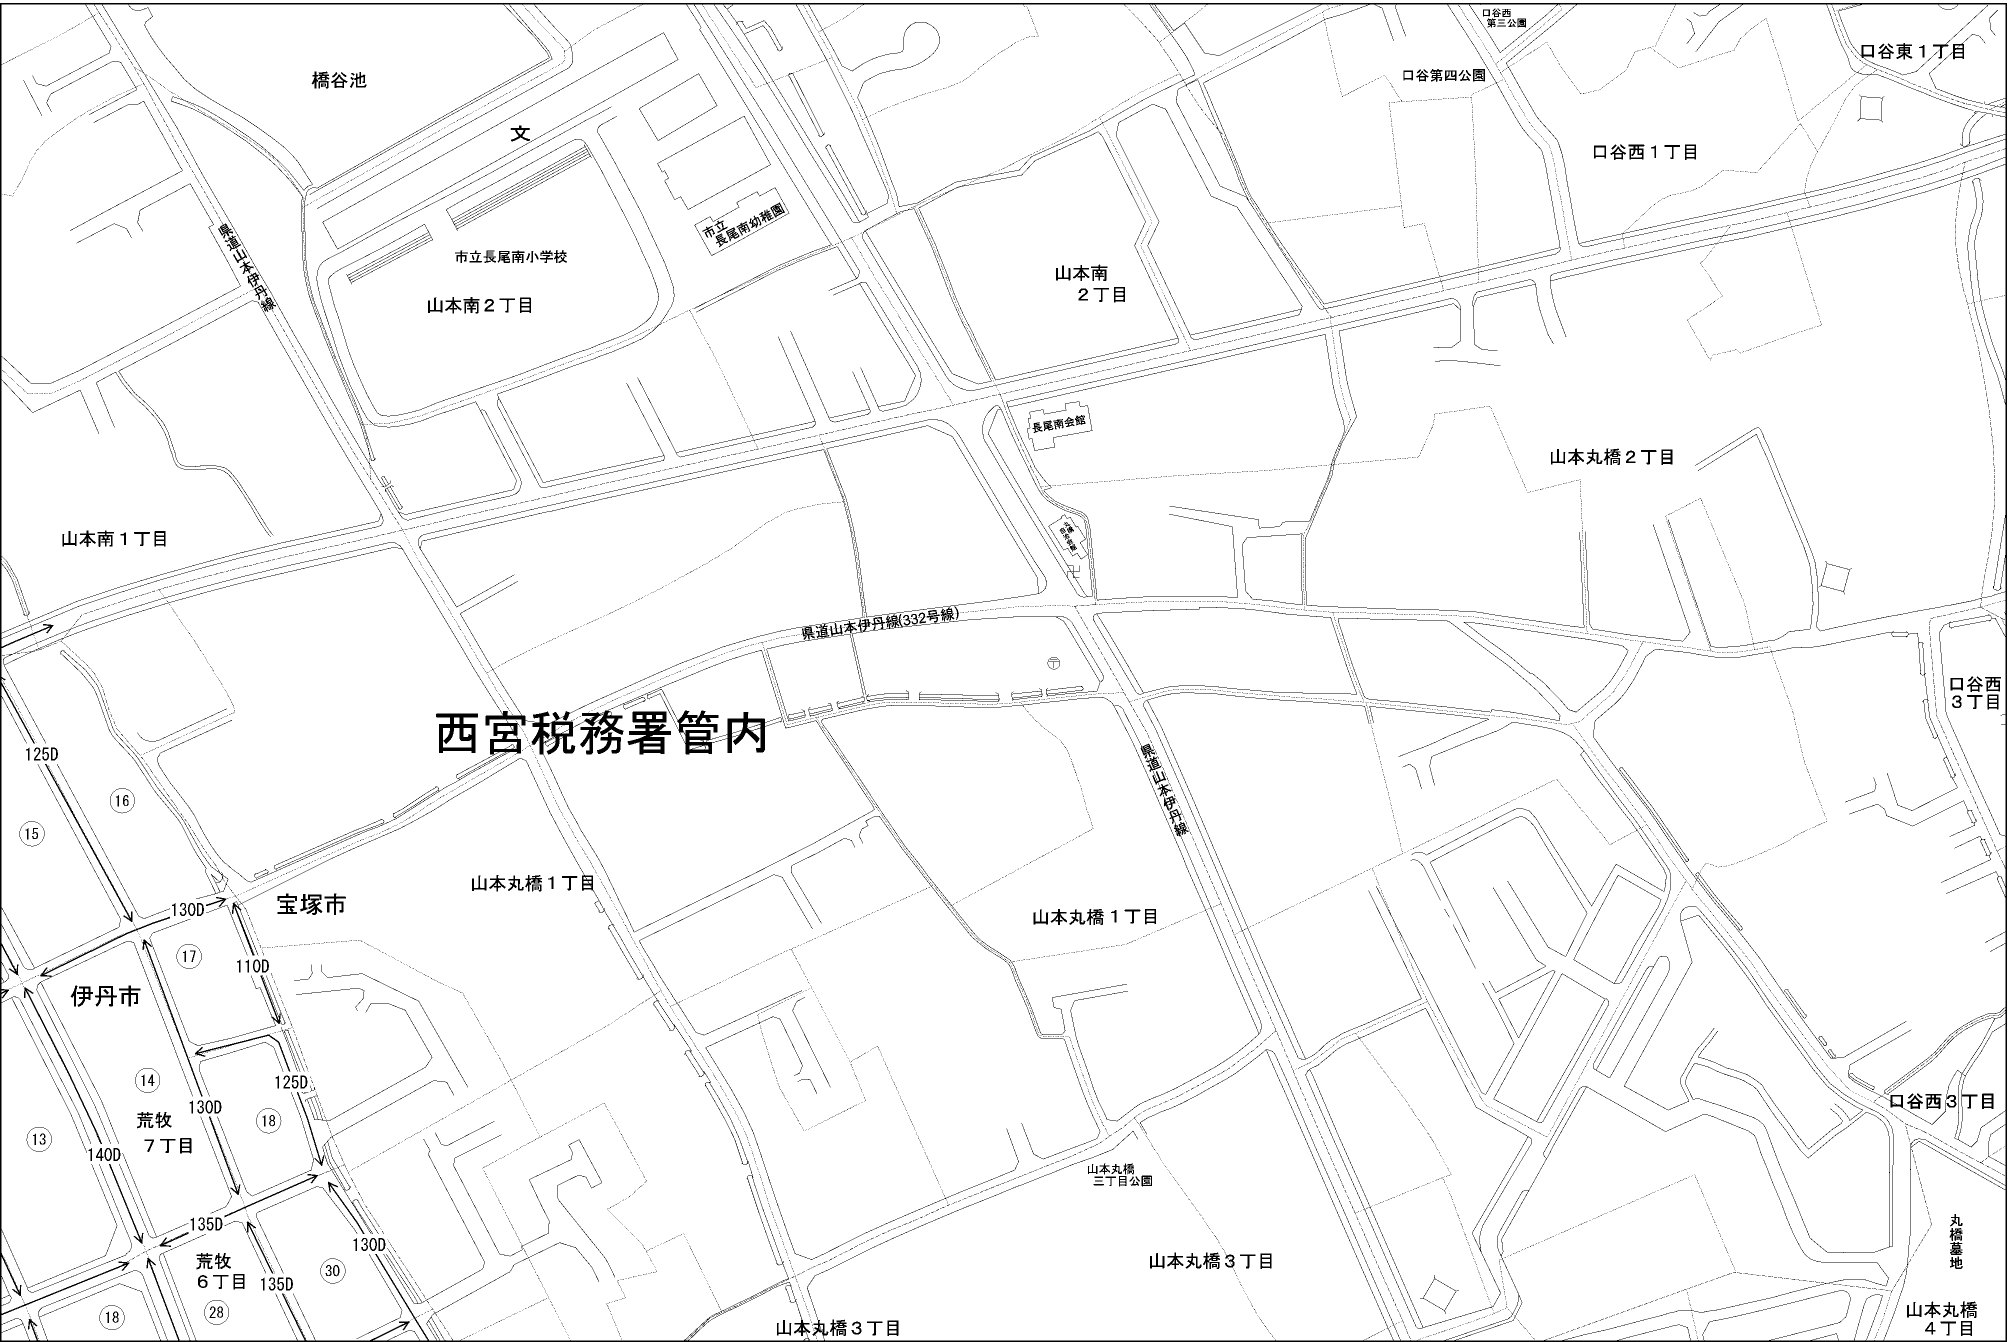 口谷西
第三公園
口谷東１丁目
橋谷池
口谷第四公園
文
口谷西１丁目
市立
長尾南幼稚園
県道山本伊丹線
市立長尾南小学校
山本南
２丁目
山本南２丁目
長尾南会館
山本丸橋２丁目
山本南１丁目
丸橋
自治会館
卍
県道山本伊丹線(332号線)
〒
口谷西
３丁目
西宮税務署管内
125D
県道山本伊丹線
16
15
山本丸橋１丁目
宝塚市
130D
山本丸橋１丁目
17
110D
伊丹市
14
125D
口谷西３丁目
130D
18
荒牧
７丁目
13
140D
山本丸橋
三丁目公園
135D
130D
丸橋墓地
荒牧
６丁目
山本丸橋３丁目
30
135D
28
18
山本丸橋
４丁目
山本丸橋３丁目